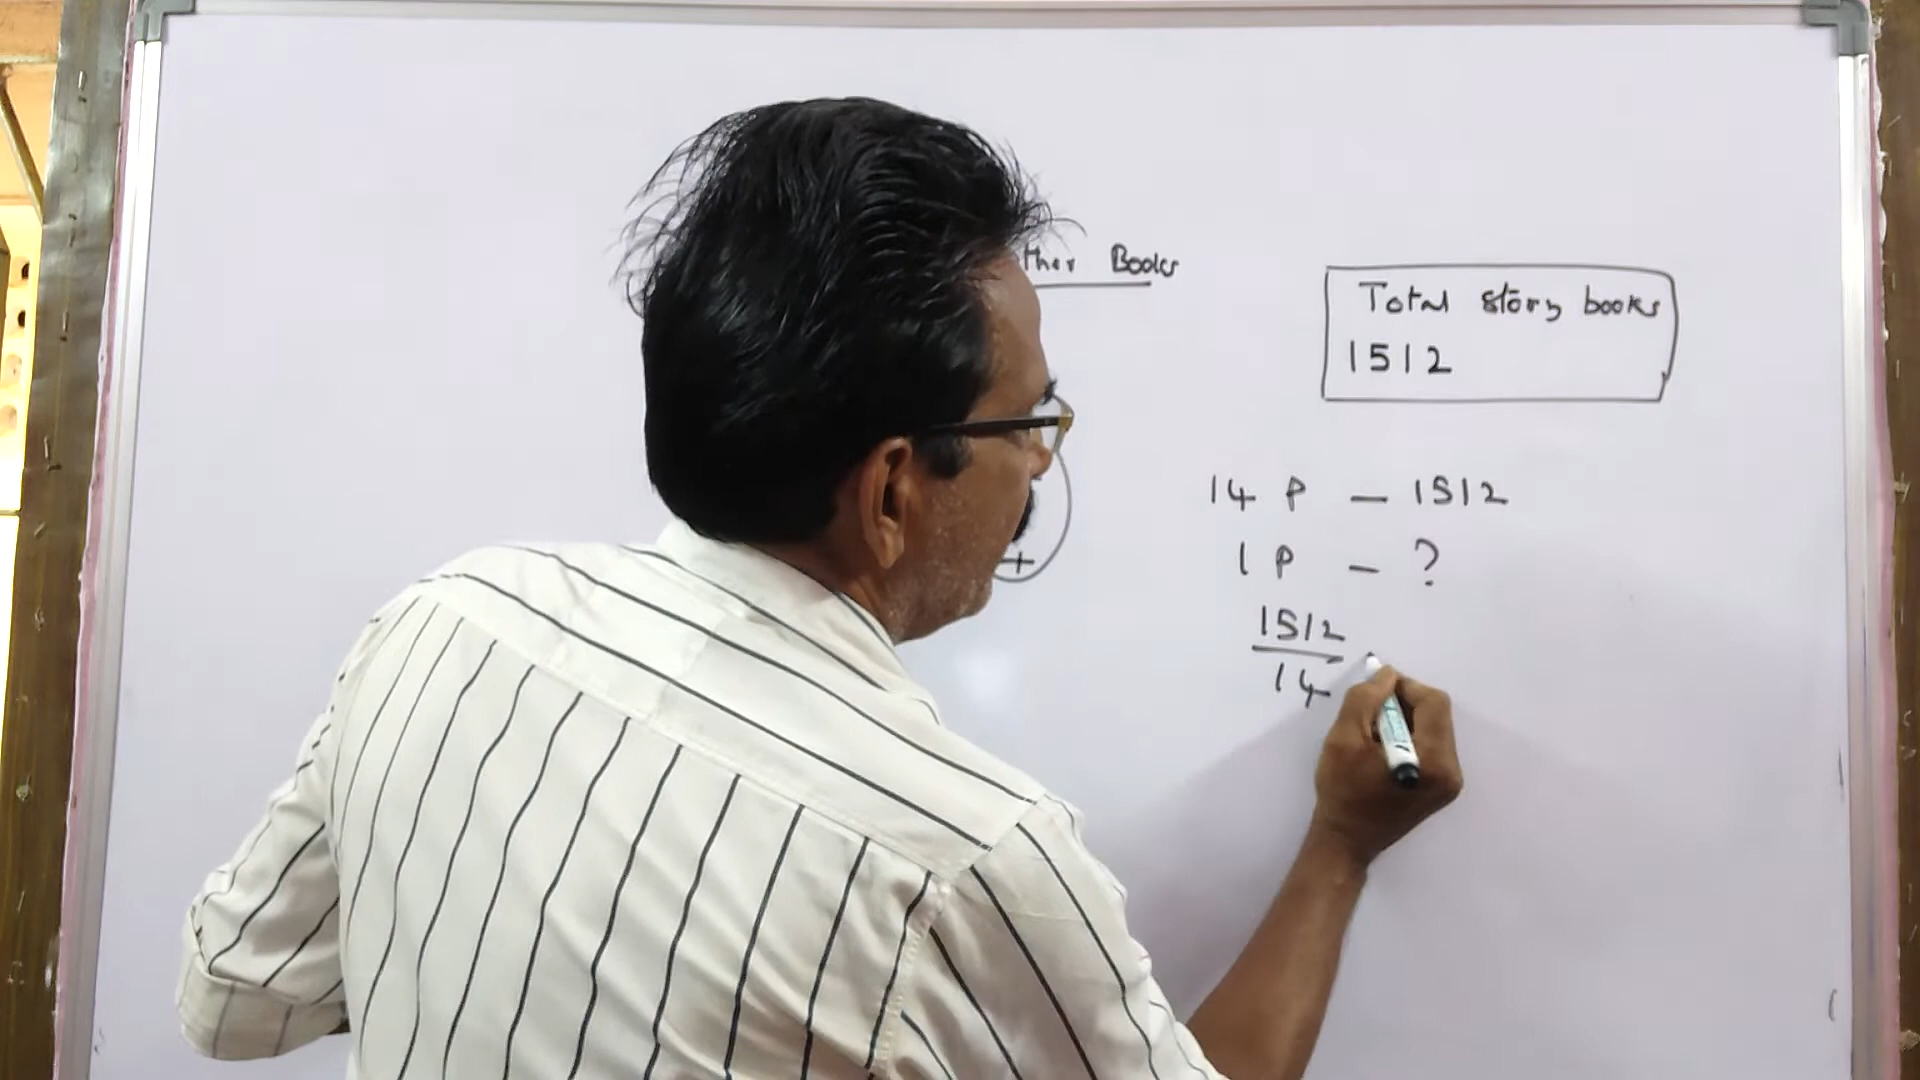 ther Books
Total story books
1512
14 P — 1512
1 P — ?
1512
14
+